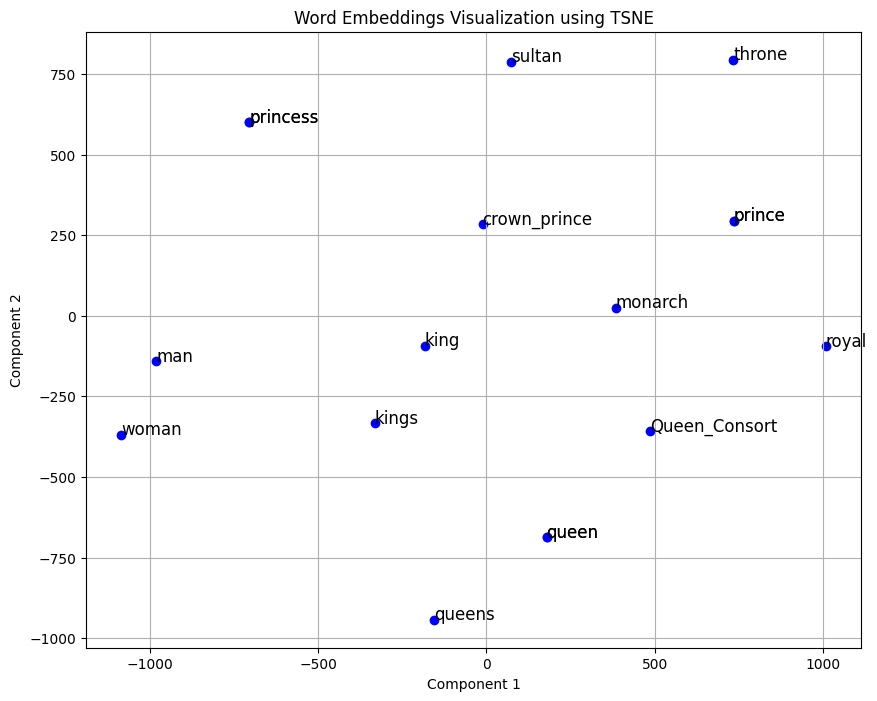 Word Embeddings Visualization using TSNE
sultan
throne
princess
crown_prince
prince
monarch
king
royal
man
kings
woman
Queen_Consort
queen
queens
750
500
250
0
−250
−500
−750
−1000
Component 2
−1000
−500
0
500
1000
Component 1